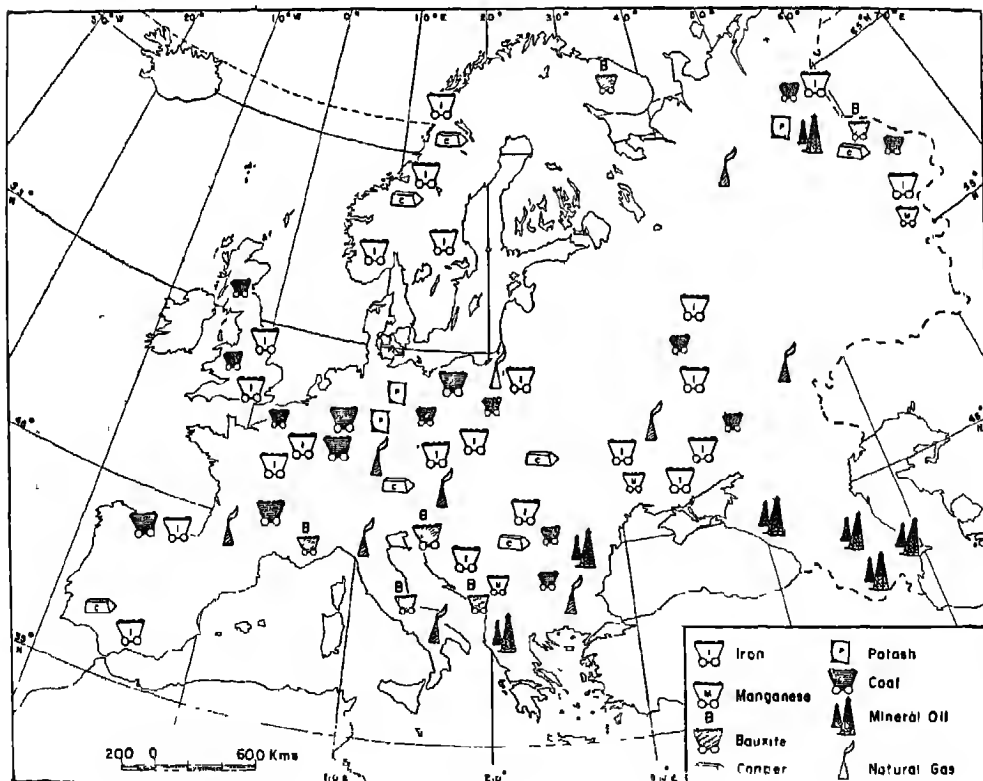 20° W
10° W
0°
10° E
20°
30°
40°
50°
60°
70° E
B
I
I
P
B
C
C
I
I
M
C
I
I
I
I
I
P
I
I
P
I
I
I
I
C
I
I
I
M
I
C
I
I
B
B
C
I
M
B
B
C
I
200 0 600 Kms
Iron
Potash
Manganese
Coal
B
Mineral Oil
Bauxite
Copper
Natural Gas